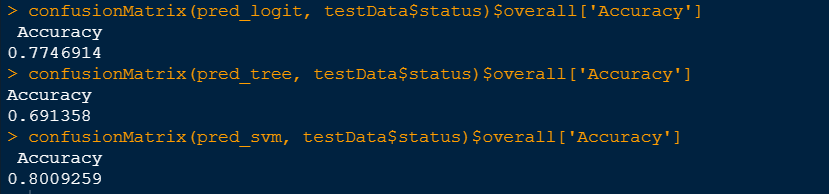 > confusionMatrix(pred_logit, testData$status)$overall['Accuracy']
 Accuracy
0.7746914
> confusionMatrix(pred_tree, testData$status)$overall['Accuracy']
Accuracy
0.691358
> confusionMatrix(pred_svm, testData$status)$overall['Accuracy']
 Accuracy
0.8009259